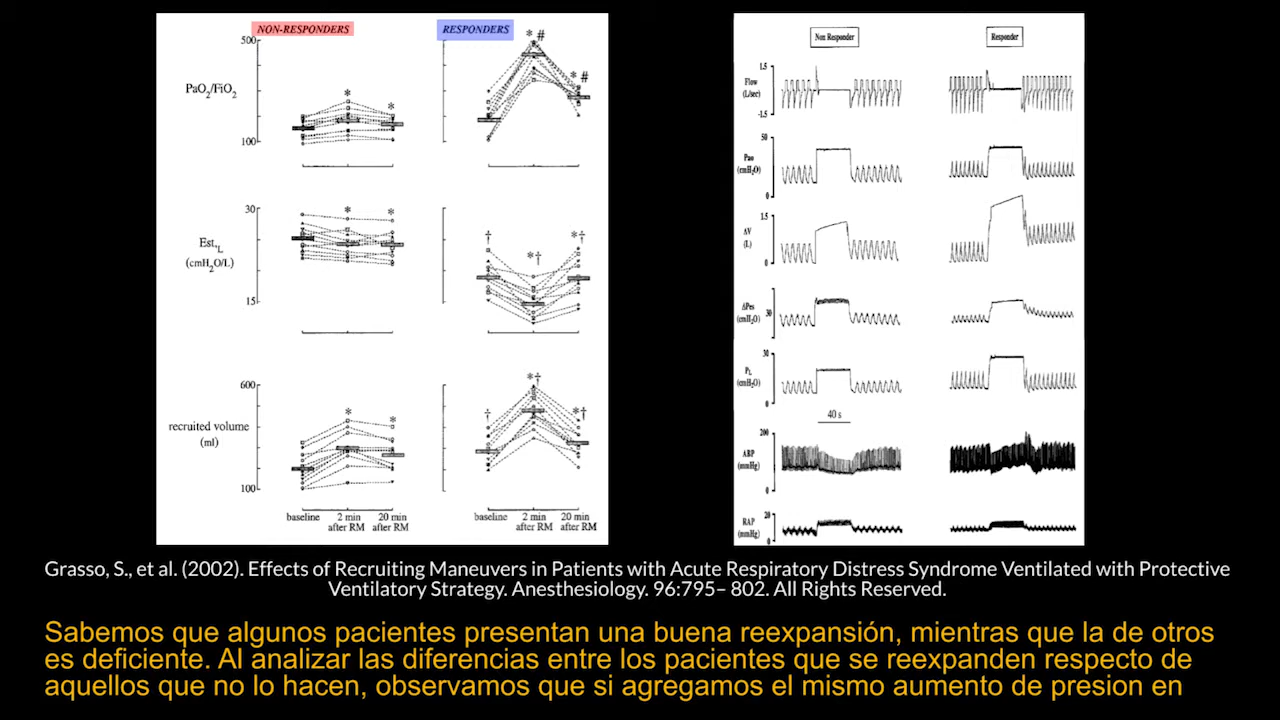 NON-RESPONDERS
RESPONDERS
500
PaO2/FiO2
100
* *
* # * #
30
Est,L
(cmH2O/L)
15
* *
† *† *†
600
recruited volume
(ml)
100
* *
† *† *†
baseline 2 min after RM 20 min after RM
baseline 2 min after RM 20 min after RM
Non Responder
Responder
1.5
Flow
(L/sec)
-1.5
50
Pao
(cmH2O)
0
1.5
ΔV
(L)
0
ΔPes
(cmH2O)
30
30
PL
(cmH2O)
0
40 s
200
ABP
(mmHg)
0
20
RAP
(mmHg)
0
Grasso, S., et al. (2002). Effects of Recruiting Maneuvers in Patients with Acute Respiratory Distress Syndrome Ventilated with Protective
Ventilatory Strategy. Anesthesiology. 96:795– 802. All Rights Reserved.
Sabemos que algunos pacientes presentan una buena reexpansión, mientras que la de otros
es deficiente. Al analizar las diferencias entre los pacientes que se reexpanden respecto de
aquellos que no lo hacen, observamos que si agregamos el mismo aumento de presion en